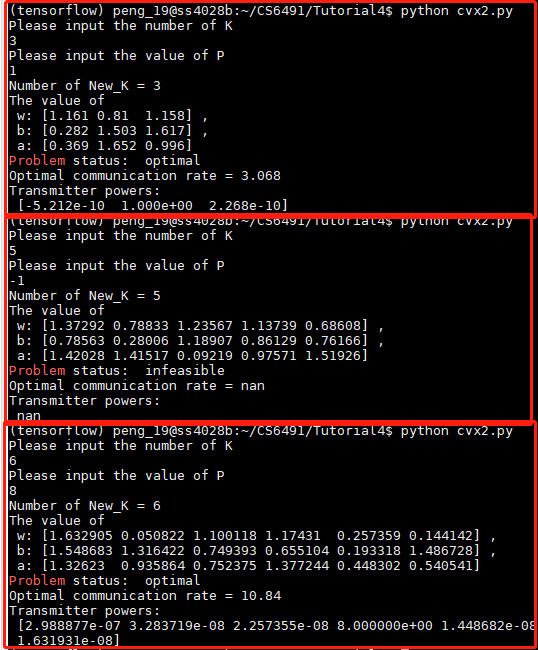 (tensorflow) peng_19@ss4028b:~/CS6491/Tutorial4$ python cvx2.py
Please input the number of K
3
Please input the value of P
1
Number of New_K = 3
The value of
w: [1.161 0.81  1.158] ,
b: [0.282 1.503 1.617] ,
a: [0.369 1.652 0.996]
Problem status:  optimal
Optimal communication rate = 3.068
Transmitter powers:
[-5.212e-10  1.000e+00  2.268e-10]
(tensorflow) peng_19@ss4028b:~/CS6491/Tutorial4$ python cvx2.py
Please input the number of K
5
Please input the value of P
-1
Number of New_K = 5
The value of
w: [1.37292 0.78833 1.23567 1.13739 0.68608] ,
b: [0.78563 0.28006 1.18907 0.86129 0.76166] ,
a: [1.42028 1.41517 0.09219 0.97571 1.51926]
Problem status:  infeasible
Optimal communication rate = nan
Transmitter powers:
nan
(tensorflow) peng_19@ss4028b:~/CS6491/Tutorial4$ python cvx2.py
Please input the number of K
6
Please input the value of P
8
Number of New_K = 6
The value of
w: [1.632905 0.050822 1.100118 1.17431  0.257359 0.144142] ,
b: [1.548683 1.316422 0.749393 0.655104 0.193318 1.486728] ,
a: [1.32623  0.935864 0.752375 1.377244 0.448302 0.540541]
Problem status:  optimal
Optimal communication rate = 10.84
Transmitter powers:
[2.988877e-07 3.283719e-08 2.257355e-08 8.000000e+00 1.448682e-08
1.631931e-08]